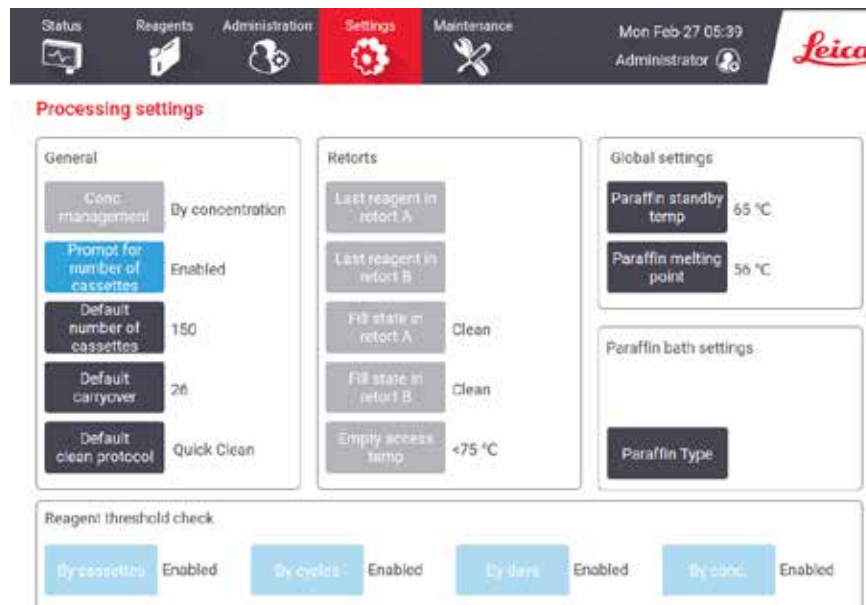 Status Reagents Administration Settings Maintenance
Mon Feb 27 05:39
Administrator
Leica
Processing settings
General
Conc management By concentration
Prompt for number of cassettes Enabled
Default number of cassettes 150
Default carryover 26
Default clean protocol Quick Clean
Retorts
Last reagent in retort A
Last reagent in retort B
Fill state in retort A Clean
Fill state in retort B Clean
Empty access temp <75 °C
Global settings
Paraffin standby temp 65 °C
Paraffin melting point 56 °C
Paraffin bath settings
Paraffin Type
Reagent threshold check
By cassettes Enabled By cycles Enabled By days Enabled By conc. Enabled